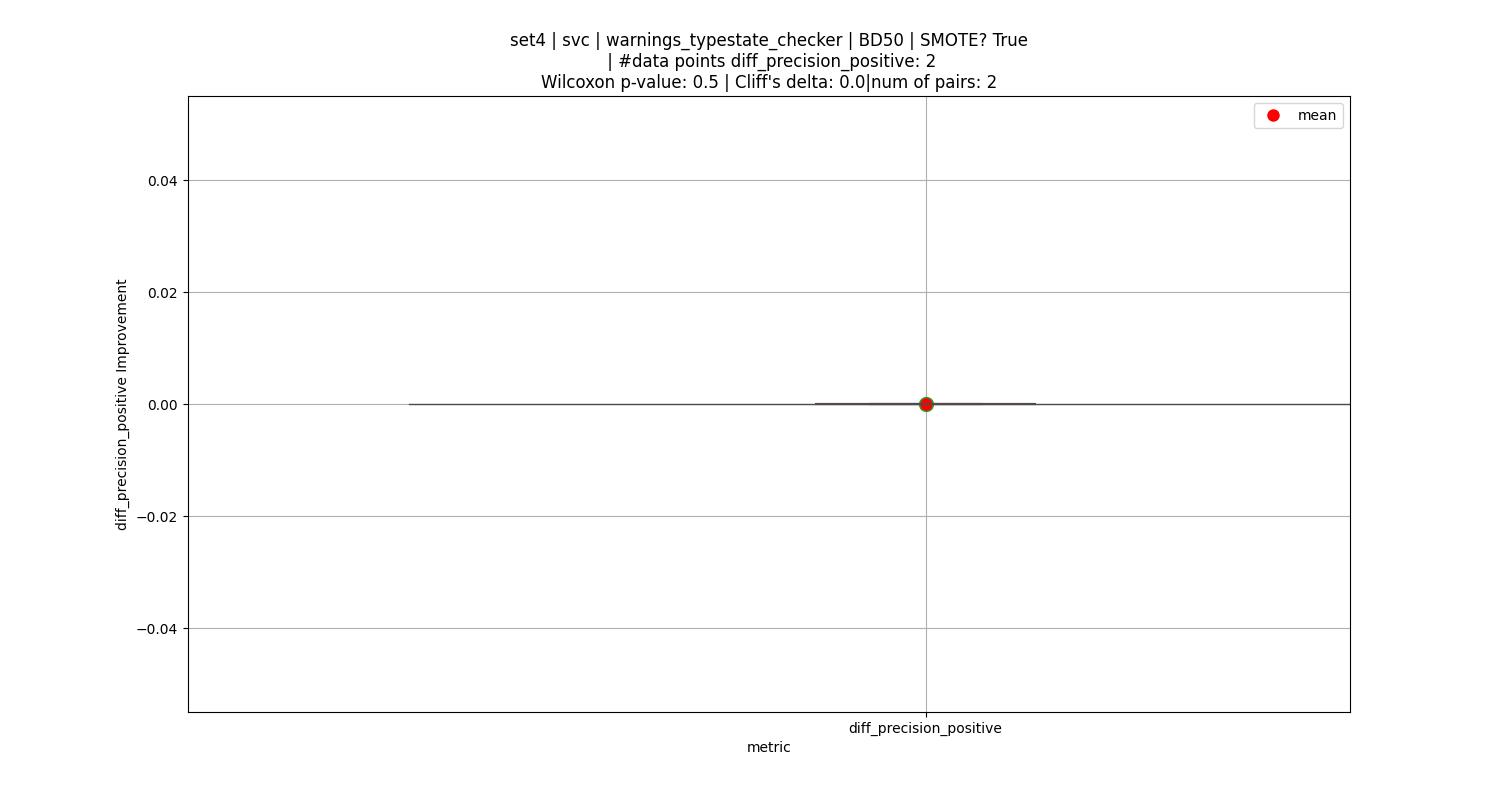 set4 | svc | warnings_typestate_checker | BD50 | SMOTE? True
| #data points diff_precision_positive: 2
Wilcoxon p-value: 0.5 | Cliff's delta: 0.0|num of pairs: 2
mean
0.04
0.02
0.00
−0.02
−0.04
diff_precision_positive Improvement
diff_precision_positive
metric